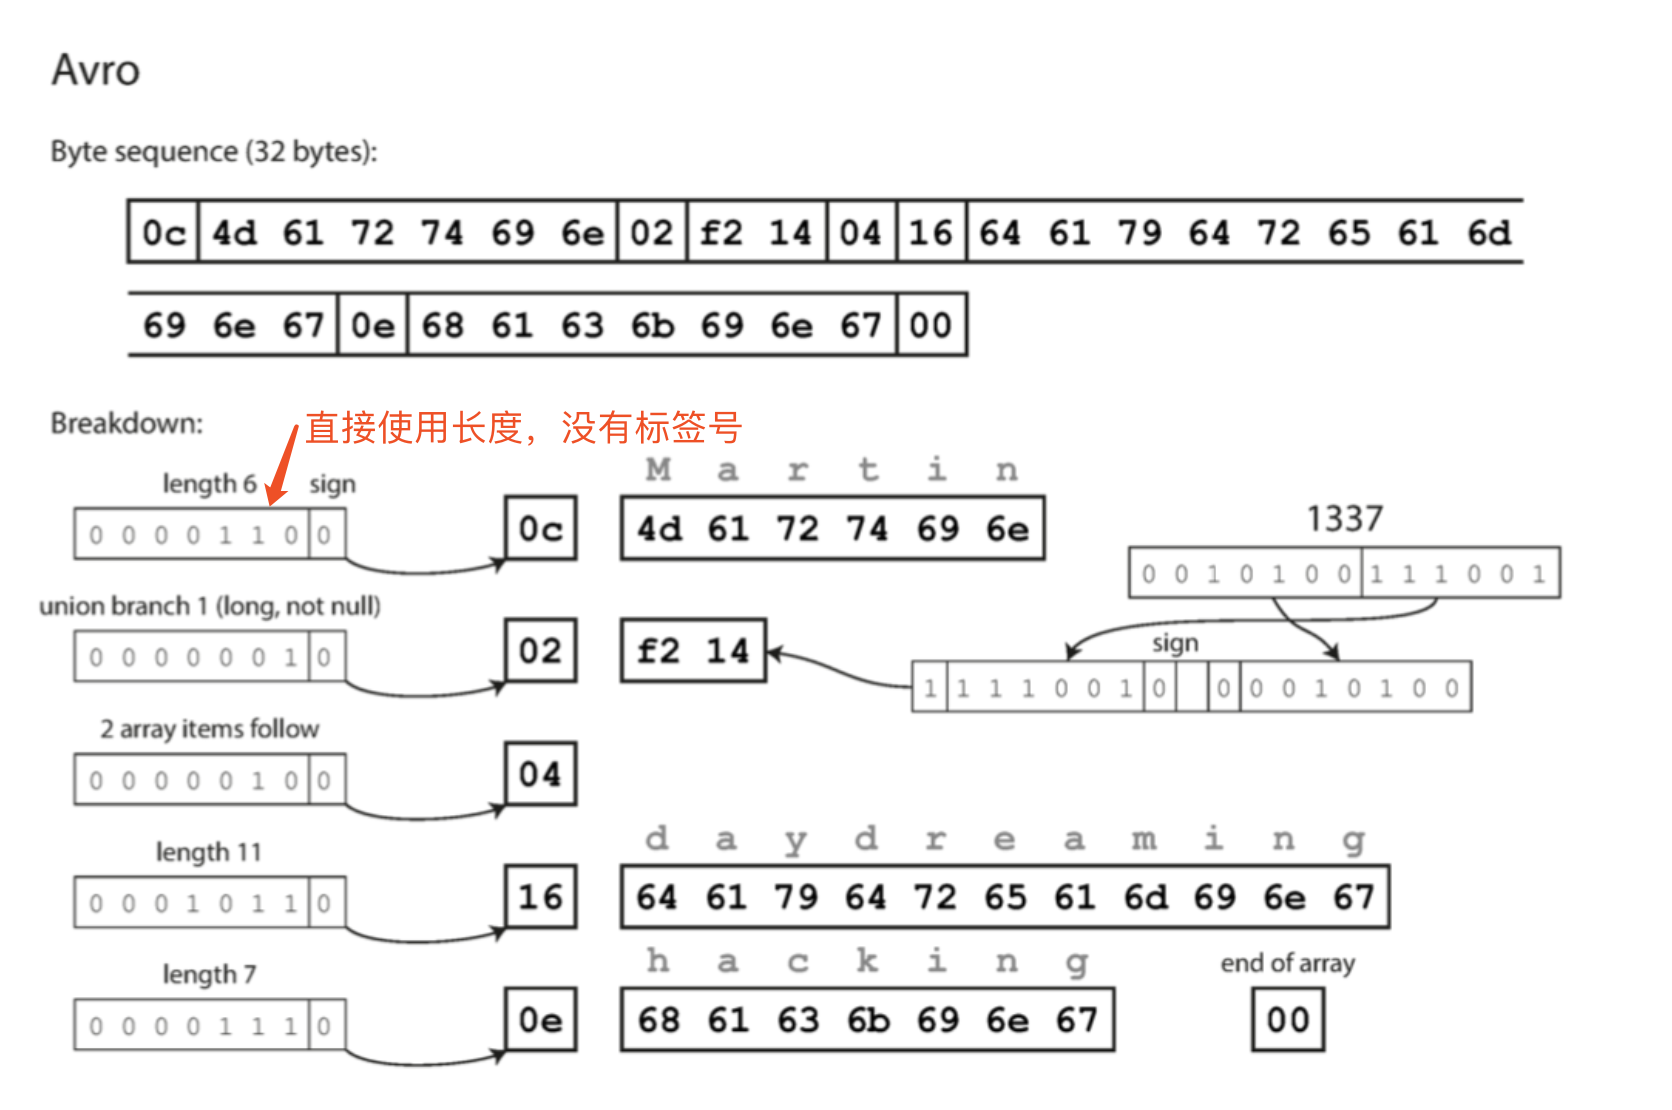 Avro
Byte sequence (32 bytes):
0c 4d 61 72 74 69 6e 02 f2 14 04 16 64 61 79 64 72 65 61 6d
69 6e 67 0e 68 61 63 6b 69 6e 67 00
Breakdown:
直接使用长度，没有标签号
length 6 sign
0 0 0 0 1 1 0 0
0c
M a r t i n
4d 61 72 74 69 6e
1337
0 0 1 0 1 0 0 1 1 1 0 0 1
union branch 1 (long, not null)
0 0 0 0 0 0 1 0
02
f2 14
sign
1 1 1 1 0 0 1 0 0 0 0 1 0 1 0 0
2 array items follow
0 0 0 0 0 1 0 0
04
length 11
0 0 0 1 0 1 1 0
16
d a y d r e a m i n g
64 61 79 64 72 65 61 6d 69 6e 67
length 7
0 0 0 0 1 1 1 0
0e
h a c k i n g
68 61 63 6b 69 6e 67
end of array
00